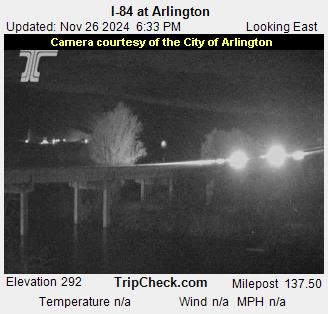 I-84 at Arlington
Updated: Nov 26 2024 6:33 PM Looking East
Camera courtesy of the City of Arlington
Elevation 292 TripCheck.com Milepost 137.50
Temperature n/a Wind n/a MPH n/a